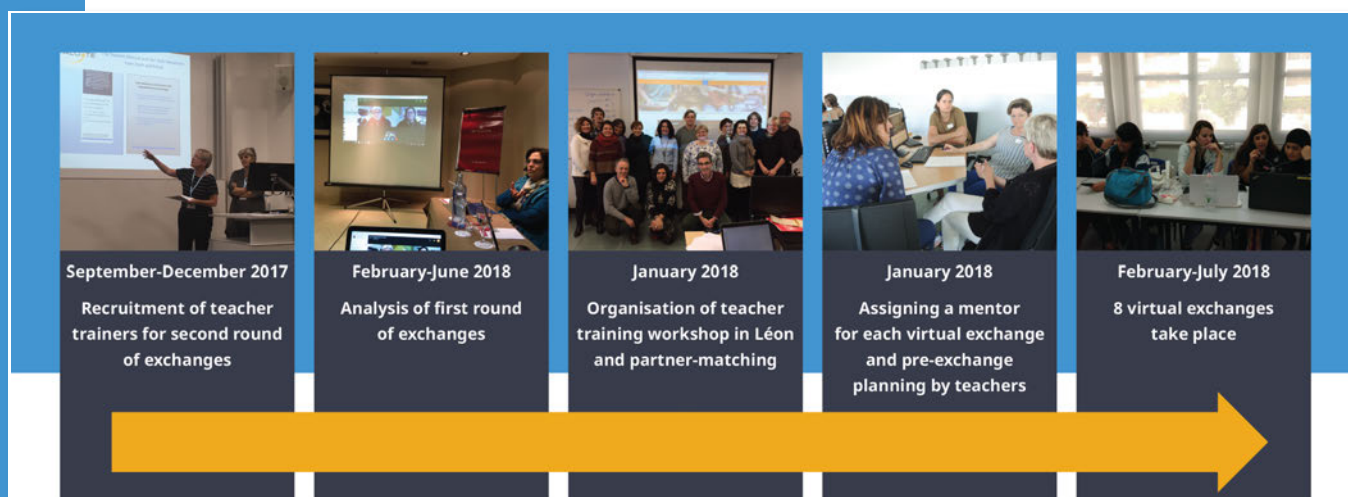 September-December 2017
Recruitment of teacher
trainers for second round
of exchanges
February-June 2018
Analysis of first round
of exchanges
January 2018
Organisation of teacher
training workshop in Léon
and partner-matching
January 2018
Assigning a mentor
for each virtual exchange
and pre-exchange
planning by teachers
February-July 2018
8 virtual exchanges
take place